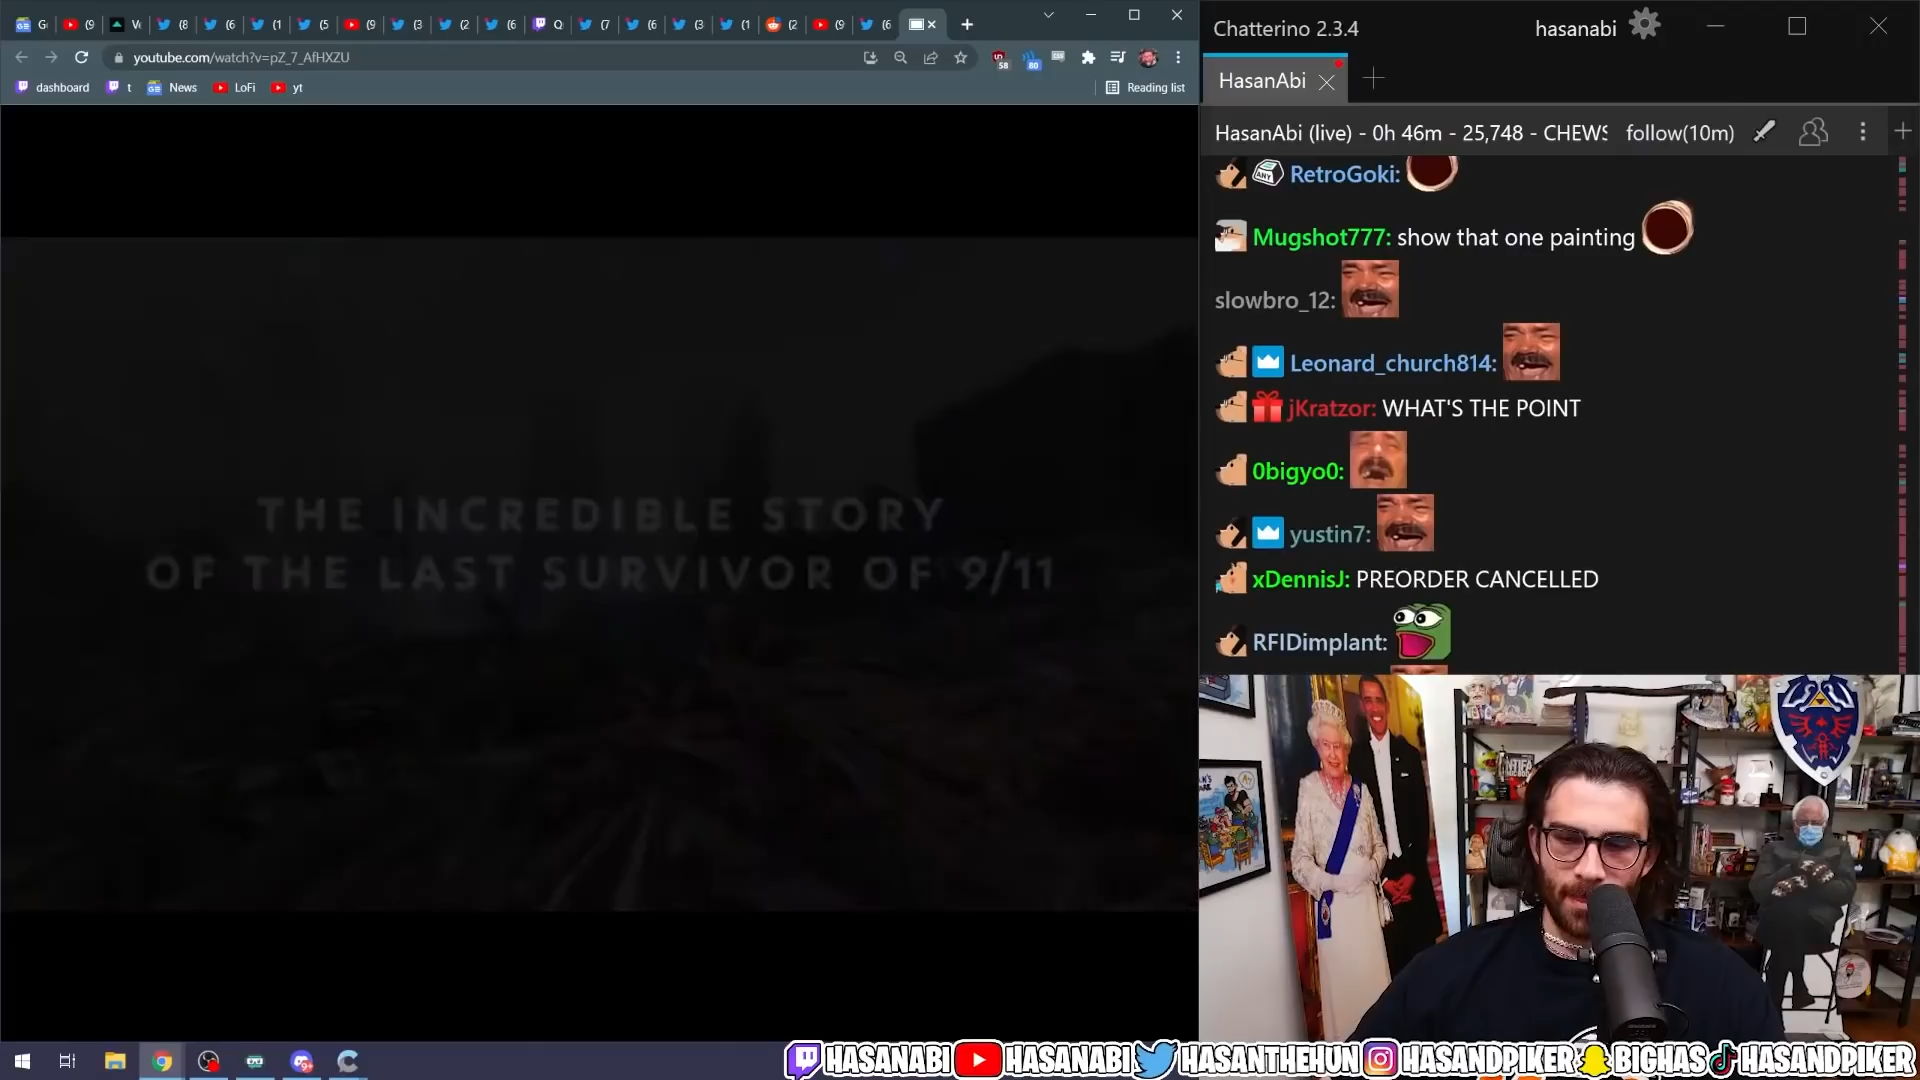 youtube.com/watch?v=pZ_7_AfHXZU
dashboard
t
News
LoFi
yt
Reading list
58
80
THE INCREDIBLE STORY
OF THE LAST SURVIVOR OF 9/11
Chatterino 2.3.4
hasanabi
HasanAbi
HasanAbi (live) - 0h 46m - 25,748 - CHEWS
follow(10m)
ANY RetroGoki:
Mugshot777: show that one painting
slowbro_12:
Leonard_church814:
jKratzor: WHAT'S THE POINT
0bigyo0:
yustin7:
xDennisJ: PREORDER CANCELLED
RFIDimplant:
HASANABI HASANABI HASANTHEHUN HASANDPIKER BIGHAS HASANDPIKER